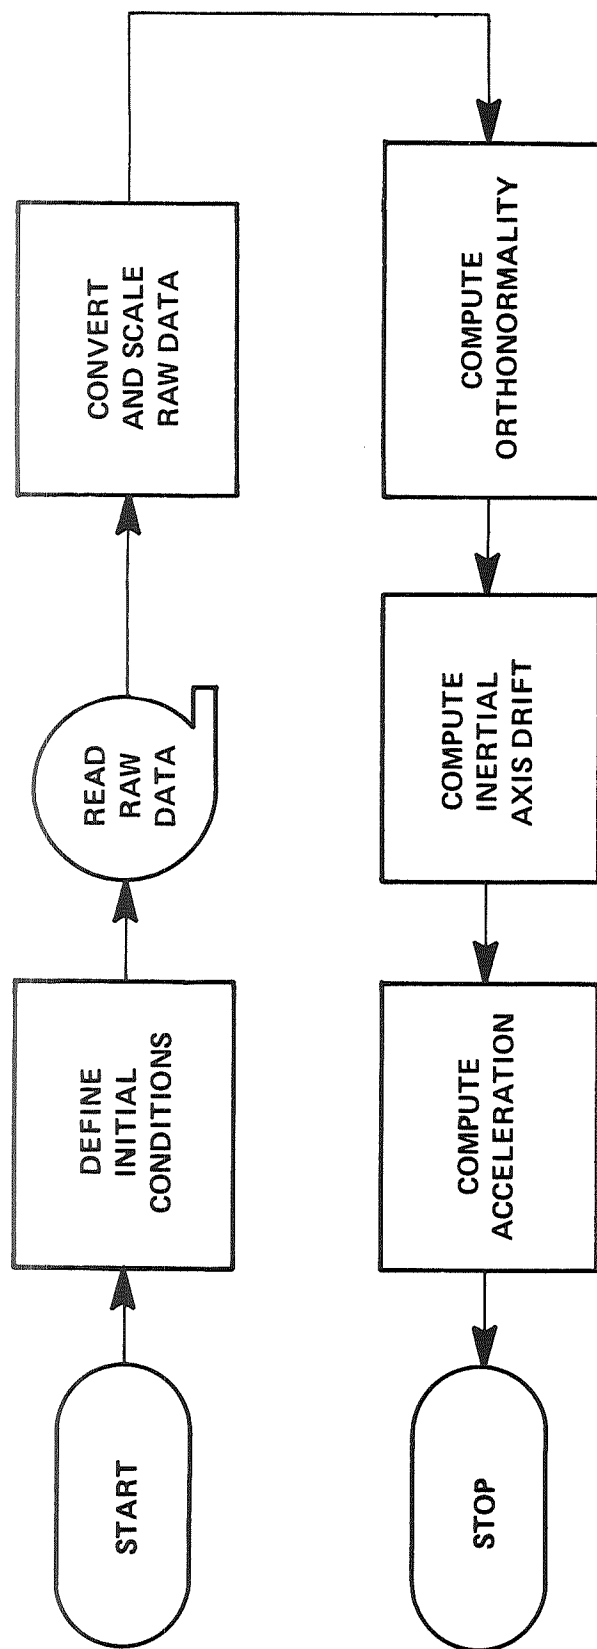 START
DEFINE
INITIAL
CONDITIONS
READ
RAW
DATA
CONVERT
AND SCALE
RAW DATA
COMPUTE
ORTHONORMALITY
COMPUTE
INERTIAL
AXIS DRIFT
COMPUTE
ACCELERATION
STOP